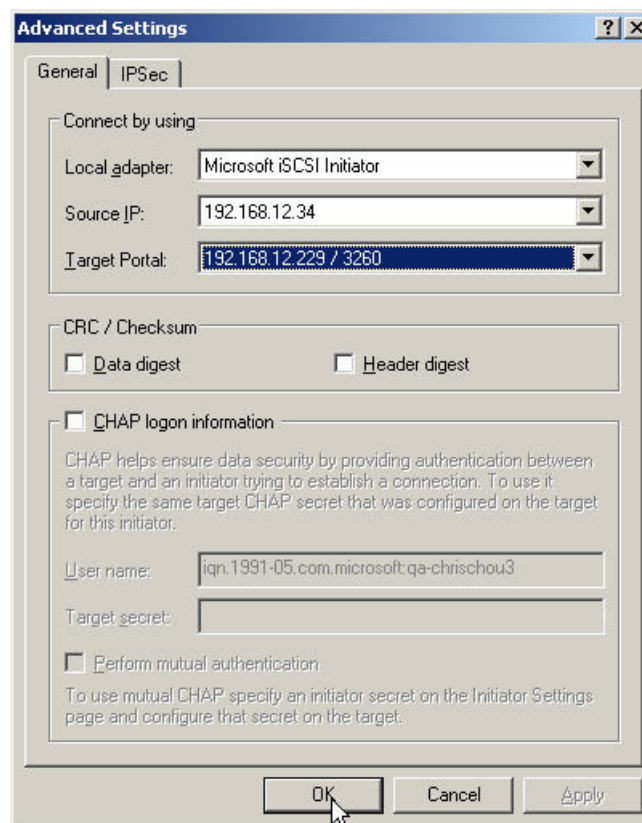 Advanced Settings
General
IPSec
Connect by using
Local adapter: Microsoft iSCSI Initiator
Source IP: 192.168.12.34
Target Portal: 192.168.12.229 / 3260
CRC / Checksum
Data digest Header digest
CHAP logon information
CHAP helps ensure data security by providing authentication between
a target and an initiator trying to establish a connection. To use it
specify the same target CHAP secret that was configured on the target
for this initiator.
User name: iqn.1991-05.com.microsoft:qa-chrischou3
Target secret:
Perform mutual authentication
To use mutual CHAP specify an initiator secret on the Initiator Settings
page and configure that secret on the target.
OK Cancel Apply